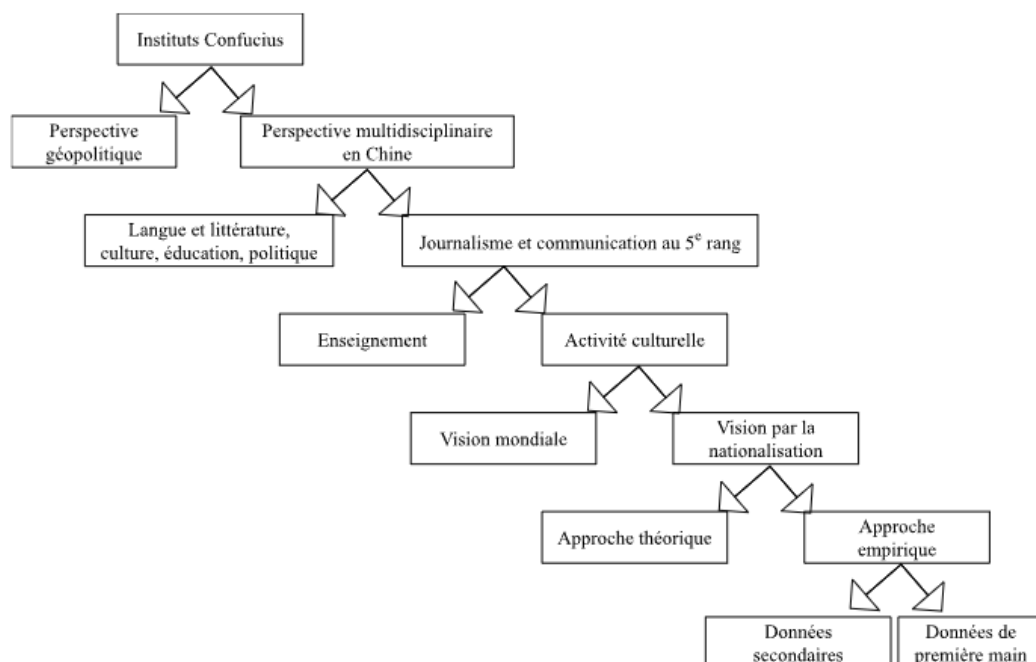 Instituts Confucius
Perspective
géopolitique
Perspective multidisciplinaire
en Chine
Langue et littérature,
culture, éducation, politique
Journalisme et communication au 5e rang
Enseignement
Activité culturelle
Vision mondiale
Vision par la
nationalisation
Approche théorique
Approche
empirique
Données
secondaires
Données de
première main